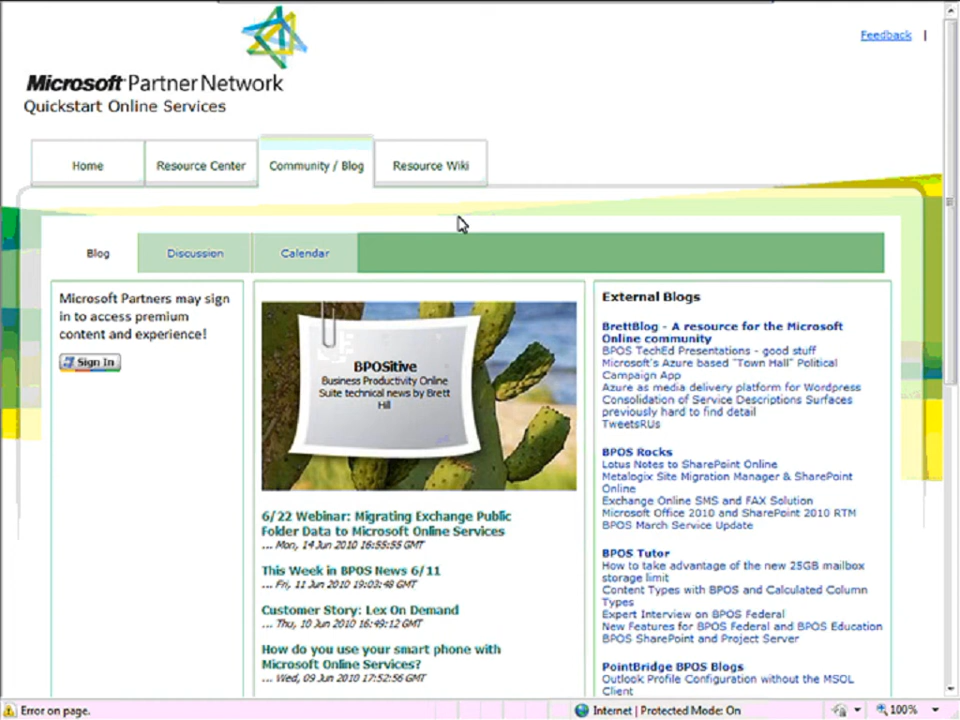 Feedback |
Microsoft Partner Network
Quickstart Online Services
Home
Resource Center
Community / Blog
Resource Wiki
Blog
Discussion
Calendar
Microsoft Partners may sign
in to access premium
content and experience!
Sign In
BPOSitive
Business Productivity Online
Suite technical news by Brett
Hill
6/22 Webinar: Migrating Exchange Public
Folder Data to Microsoft Online Services
... Mon, 14 Jun 2010 16:55:55 GMT
This Week in BPOS News 6/11
... Fri, 11 Jun 2010 19:03:48 GMT
Customer Story: Lex On Demand
... Thu, 10 Jun 2010 16:49:12 GMT
How do you use your smart phone with
Microsoft Online Services?
... Wed, 09 Jun 2010 17:52:56 GMT
External Blogs
BrettBlog - A resource for the Microsoft
Online community
BPOS TechEd Presentations - good stuff
Microsoft's Azure based "Town Hall" Political
Campaign App
Azure as media delivery platform for Wordpress
Consolidation of Service Descriptions Surfaces
previously hard to find detail
TweetsRUs
BPOS Rocks
Lotus Notes to SharePoint Online
Metalogix Site Migration Manager & SharePoint
Online
Exchange Online SMS and FAX Solution
Microsoft Office 2010 and SharePoint 2010 RTM
BPOS March Service Update
BPOS Tutor
How to take advantage of the new 25GB mailbox
storage limit
Content Types with BPOS and Calculated Column
Types
Expert Interview on BPOS Federal
New Features for BPOS Federal and BPOS Education
BPOS SharePoint and Project Server
PointBridge BPOS Blogs
Outlook Profile Configuration without the MSOL
Client
Error on page.
Internet | Protected Mode: On
100%